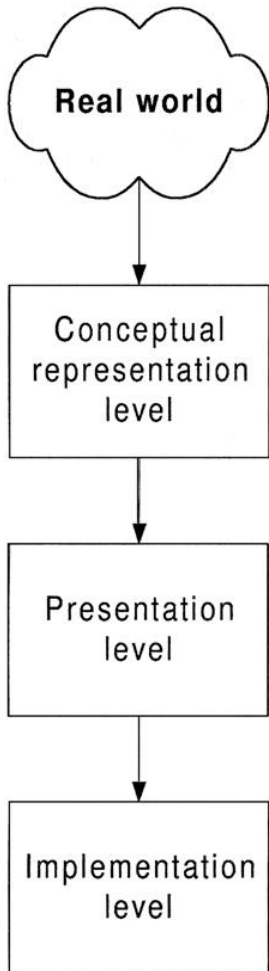 Real world
Conceptual
representation
level
Presentation
level
Implementation
level